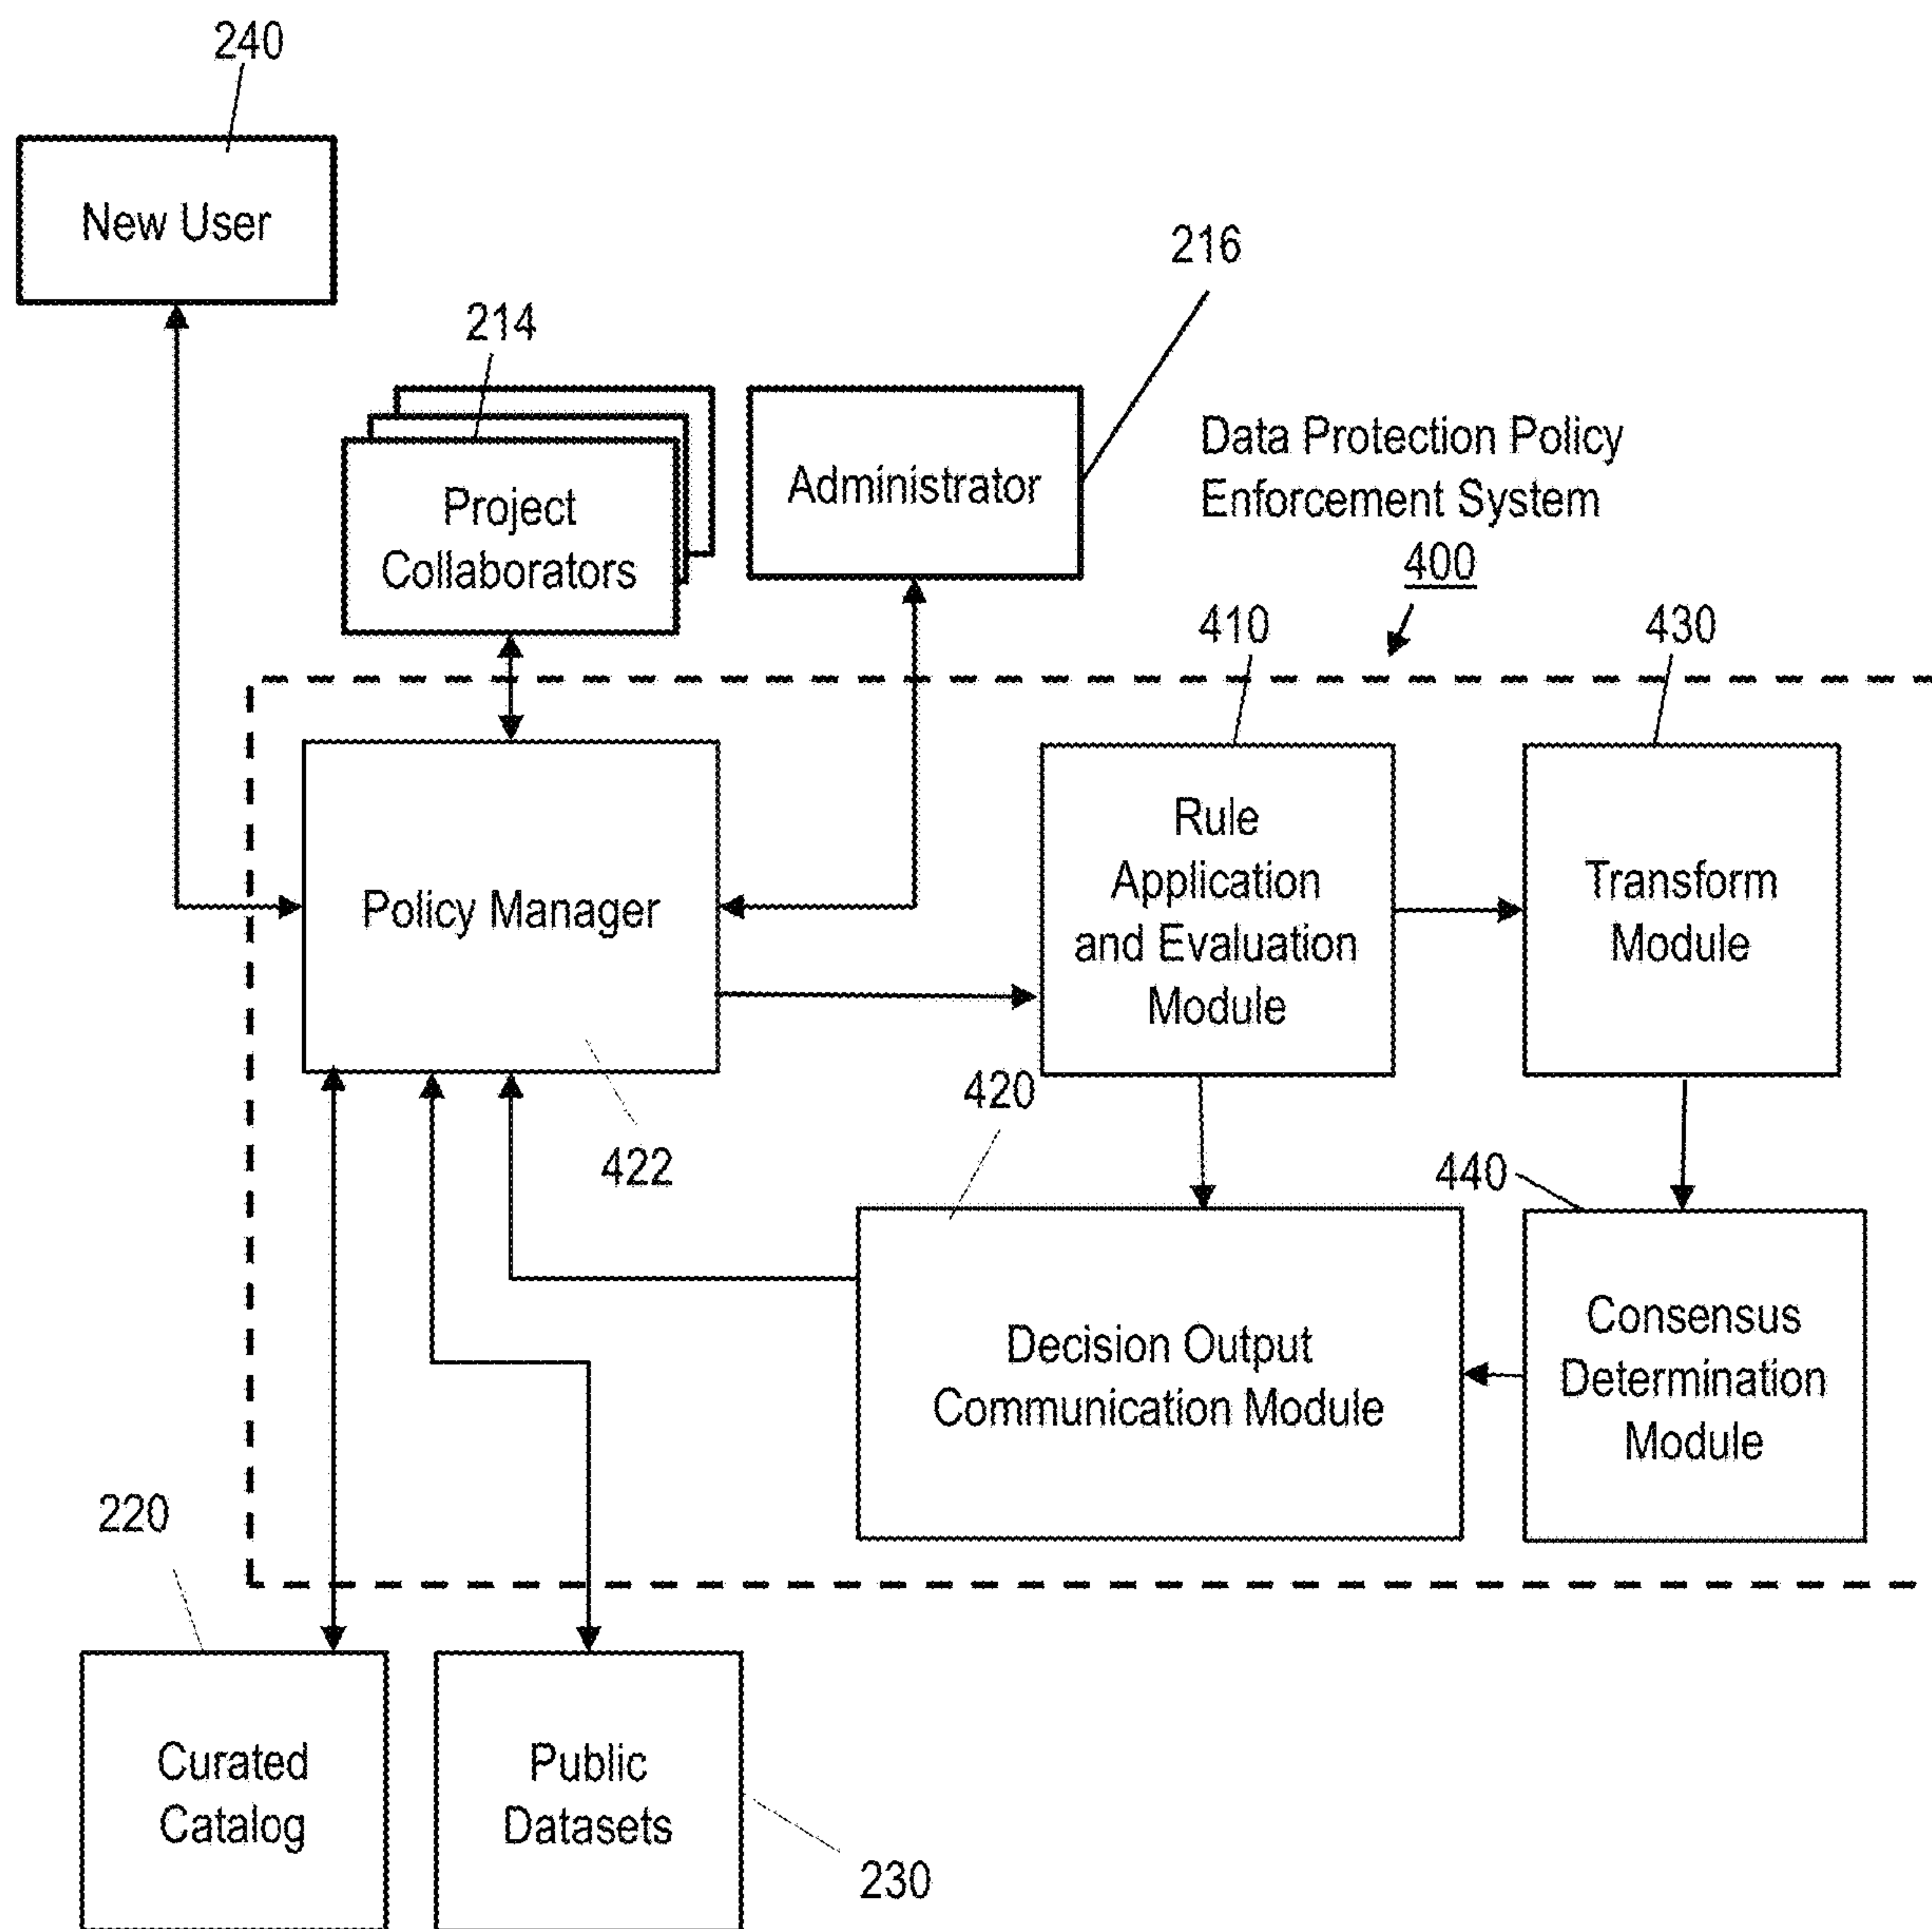 240
New User
216
214
Project
Collaborators
Administrator
Data Protection Policy
Enforcement System
400
410
430
Policy Manager
Rule
Application
and Evaluation
Module
Transform
Module
422
420
440
Decision Output
Communication Module
Consensus
Determination
Module
220
Curated
Catalog
Public
Datasets
230